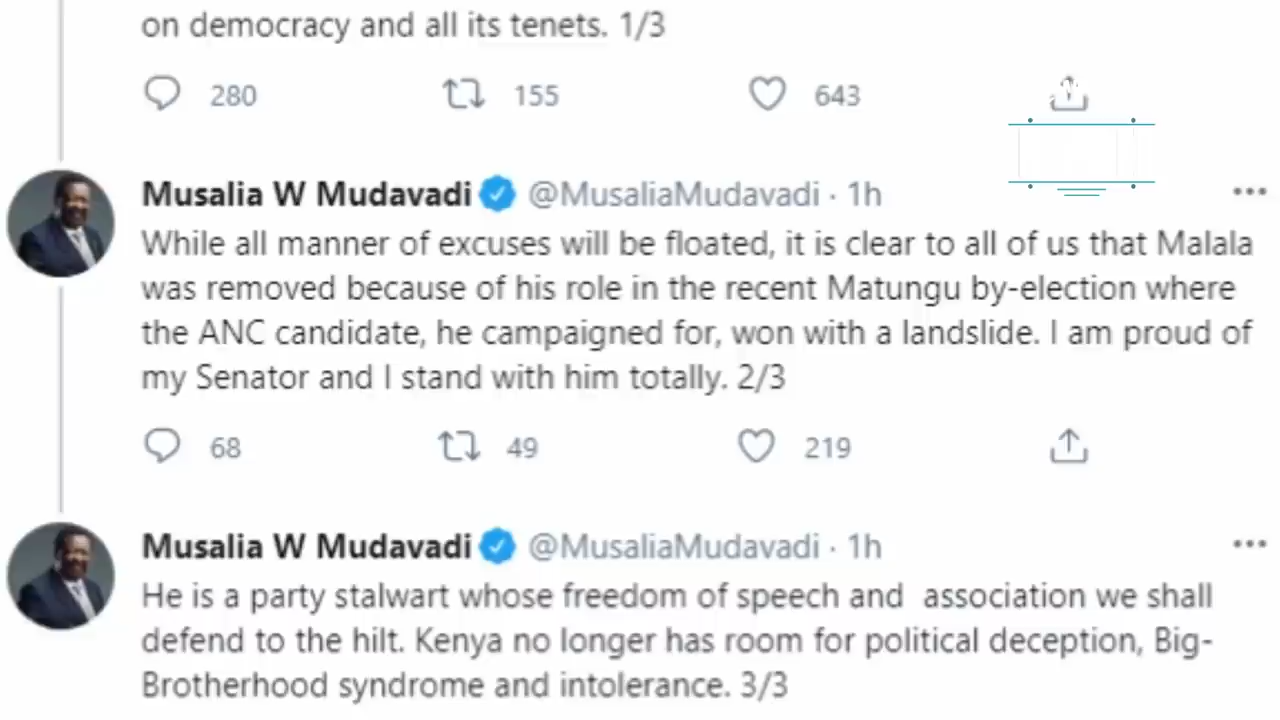 on democracy and all its tenets. 1/3
280 155 643
Musalia W Mudavadi @MusaliaMudavadi · 1h
While all manner of excuses will be floated, it is clear to all of us that Malala
was removed because of his role in the recent Matungu by-election where
the ANC candidate, he campaigned for, won with a landslide. I am proud of
my Senator and I stand with him totally. 2/3
68 49 219
Musalia W Mudavadi @MusaliaMudavadi · 1h
He is a party stalwart whose freedom of speech and association we shall
defend to the hilt. Kenya no longer has room for political deception, Big-
Brotherhood syndrome and intolerance. 3/3